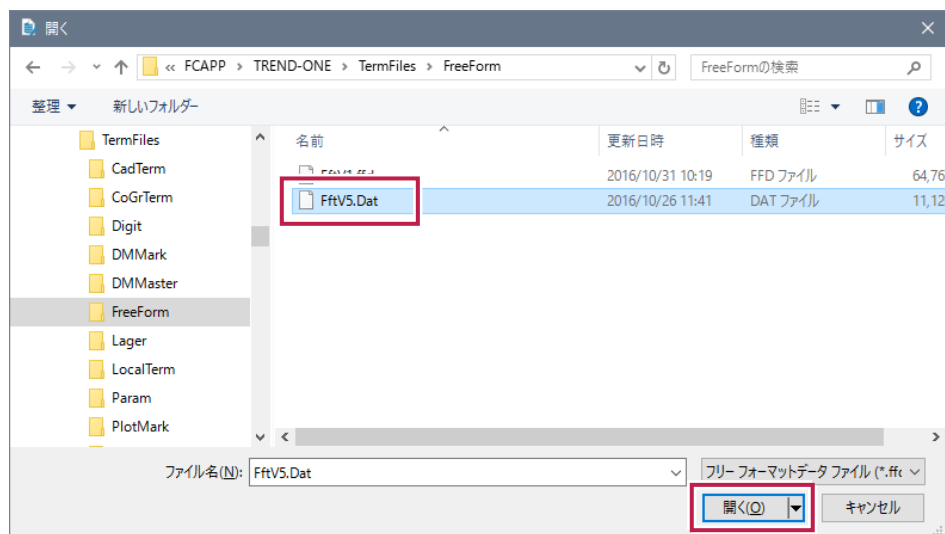 開く
« FCAPP > TREND-ONE > TermFiles > FreeForm
FreeFormの検索
整理 新しいフォルダー
名前 更新日時 種類 サイズ
TermFiles
CadTerm
CoGrTerm
Digit
DMMark
DMMaster
FreeForm
Lager
LocalTerm
Param
PlotMark
2016/10/31 10:19 FFD ファイル 64,76
FftV5.Dat 2016/10/26 11:41 DAT ファイル 11,12
ファイル名(N): FftV5.Dat フリー フォーマットデータ ファイル (*.ffc
開く(O) キャンセル